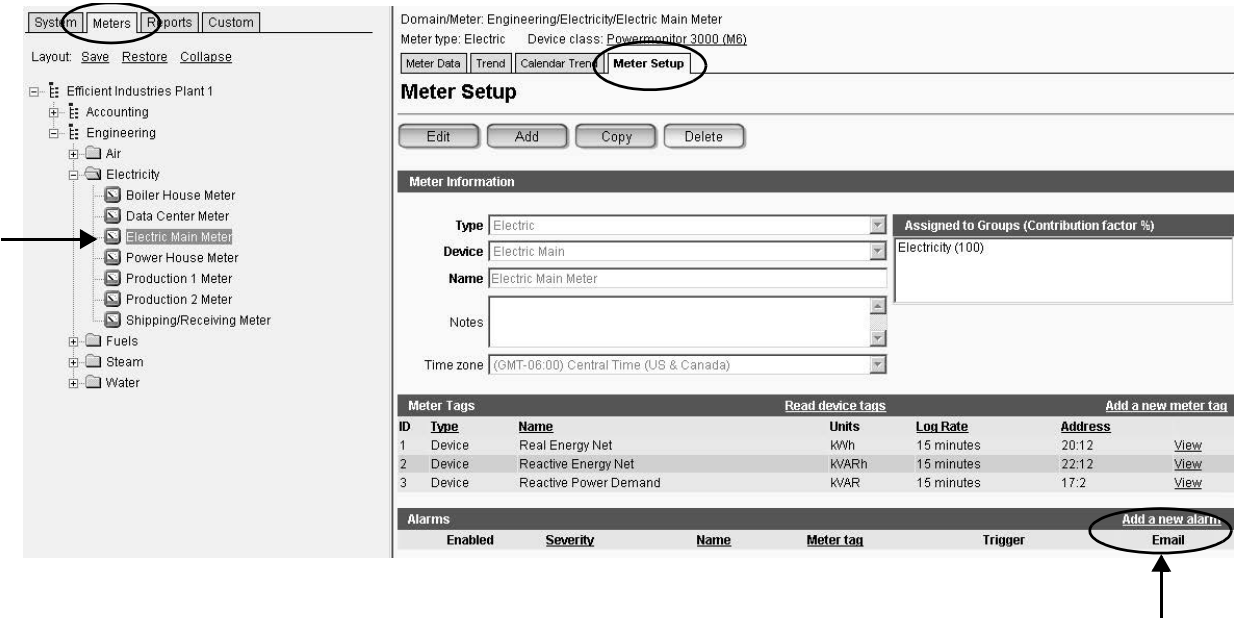 System Meters Reports Custom
Layout: Save Restore Collapse
Efficient Industries Plant 1
Accounting
Engineering
Air
Electricity
Boiler House Meter
Data Center Meter
Electric Main Meter
Power House Meter
Production 1 Meter
Production 2 Meter
Shipping/Receiving Meter
Fuels
Steam
Water
Domain/Meter: Engineering/Electricity/Electric Main Meter
Meter type: Electric Device class: Powermonitor 3000 (M6)
Meter Data Trend Calendar Trend Meter Setup
Meter Setup
Edit Add Copy Delete
Meter Information
Type Electric
Device Electric Main
Name Electric Main Meter
Notes
Time zone (GMT-06:00) Central Time (US & Canada)
Assigned to Groups (Contribution factor %)
Electricity (100)
Meter Tags Read device tags Add a new meter tag
ID Type Name Units Log Rate Address
1 Device Real Energy Net kWh 15 minutes 20:12 View
2 Device Reactive Energy Net kVARh 15 minutes 22:12 View
3 Device Reactive Power Demand kVAR 15 minutes 17:2 View
Alarms Add a new alarm
Enabled Severity Name Meter tag Trigger Email